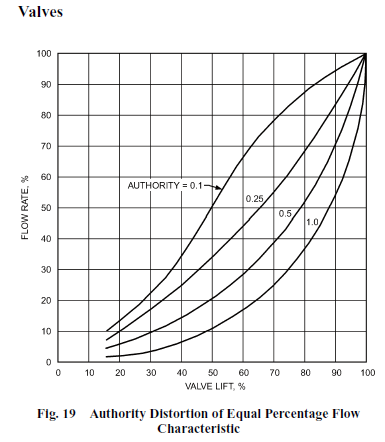 Valves
100
90
80
70
60
50
40
30
20
10
0
FLOW RATE, %
AUTHORITY = 0.1
0.25
0.5
1.0
0 10 20 30 40 50 60 70 80 90 100
VALVE LIFT, %
Fig. 19 Authority Distortion of Equal Percentage Flow
Characteristic